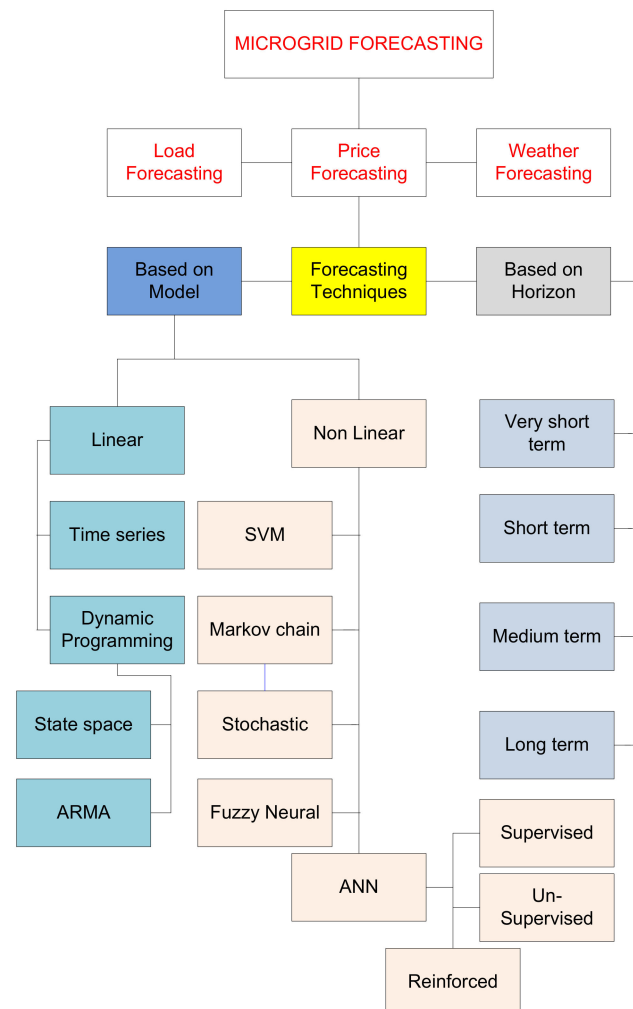 MICROGRID FORECASTING
Load
Forecasting
Price
Forecasting
Weather
Forecasting
Based on
Model
Forecasting
Techniques
Based on
Horizon
Linear
Non Linear
Very short
term
Time series
SVM
Short term
Dynamic
Programming
Markov chain
Medium term
State space
Stochastic
Long term
ARMA
Fuzzy Neural
Supervised
ANN
Un-
Supervised
Reinforced